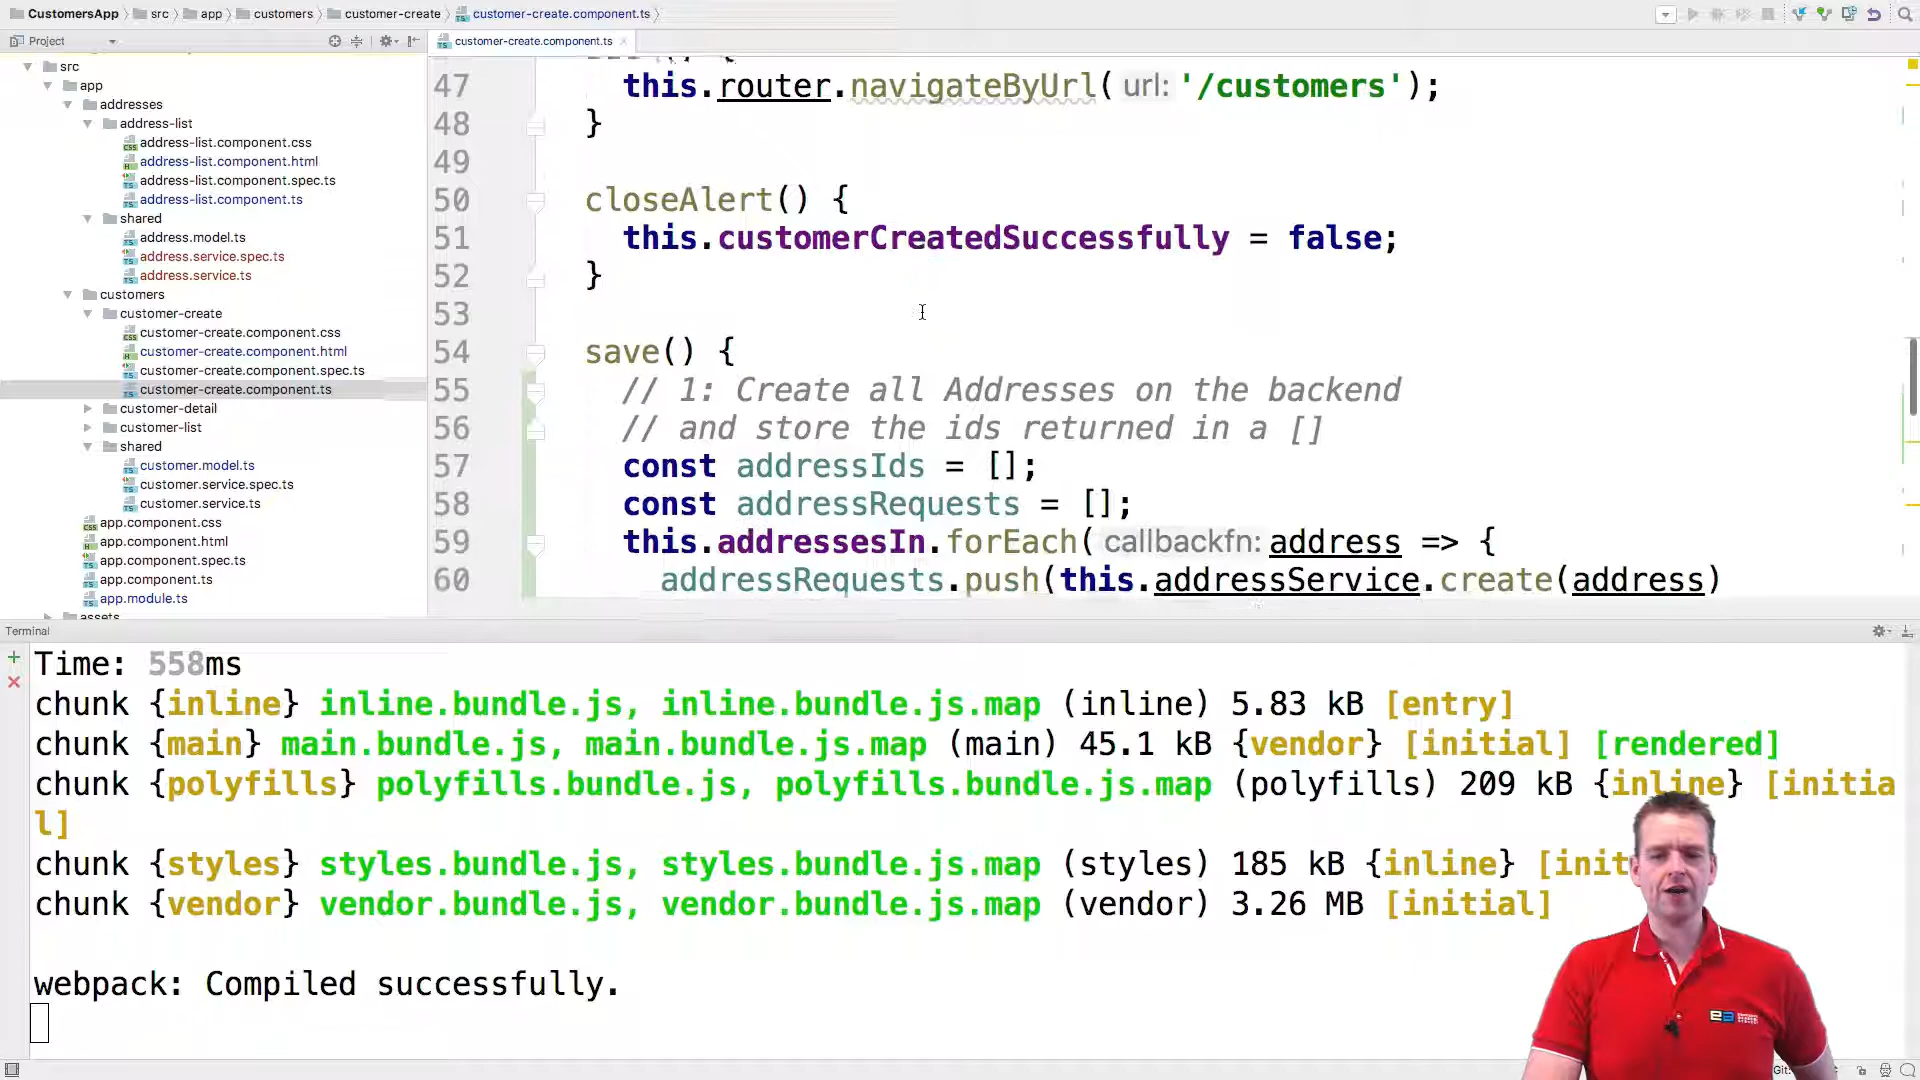 CustomersApp src app customers customer-create customer-create.component.ts
Project
customer-create.component.ts
src
app
addresses
address-list
address-list.component.css
address-list.component.html
address-list.component.spec.ts
address-list.component.ts
shared
address.model.ts
address.service.spec.ts
address.service.ts
customers
customer-create
customer-create.component.css
customer-create.component.html
customer-create.component.spec.ts
customer-create.component.ts
customer-detail
customer-list
shared
customer.model.ts
customer.service.spec.ts
customer.service.ts
app.component.css
app.component.html
app.component.spec.ts
app.component.ts
app.module.ts
assets
47 this.router.navigateByUrl( url: '/customers');
48 }
49
50 closeAlert() {
51 this.customerCreatedSuccessfully = false;
52 }
53
54 save() {
55 // 1: Create all Addresses on the backend
56 // and store the ids returned in a []
57 const addressIds = [];
58 const addressRequests = [];
59 this.addressesIn.forEach( callbackfn: address => {
60 addressRequests.push(this.addressService.create(address)
Terminal
Time: 558ms
chunk {inline} inline.bundle.js, inline.bundle.js.map (inline) 5.83 kB [entry]
chunk {main} main.bundle.js, main.bundle.js.map (main) 45.1 kB {vendor} [initial] [rendered]
chunk {polyfills} polyfills.bundle.js, polyfills.bundle.js.map (polyfills) 209 kB {inline} [initia
l]
chunk {styles} styles.bundle.js, styles.bundle.js.map (styles) 185 kB {inline} [init
chunk {vendor} vendor.bundle.js, vendor.bundle.js.map (vendor) 3.26 MB [initial]
webpack: Compiled successfully.
Git: